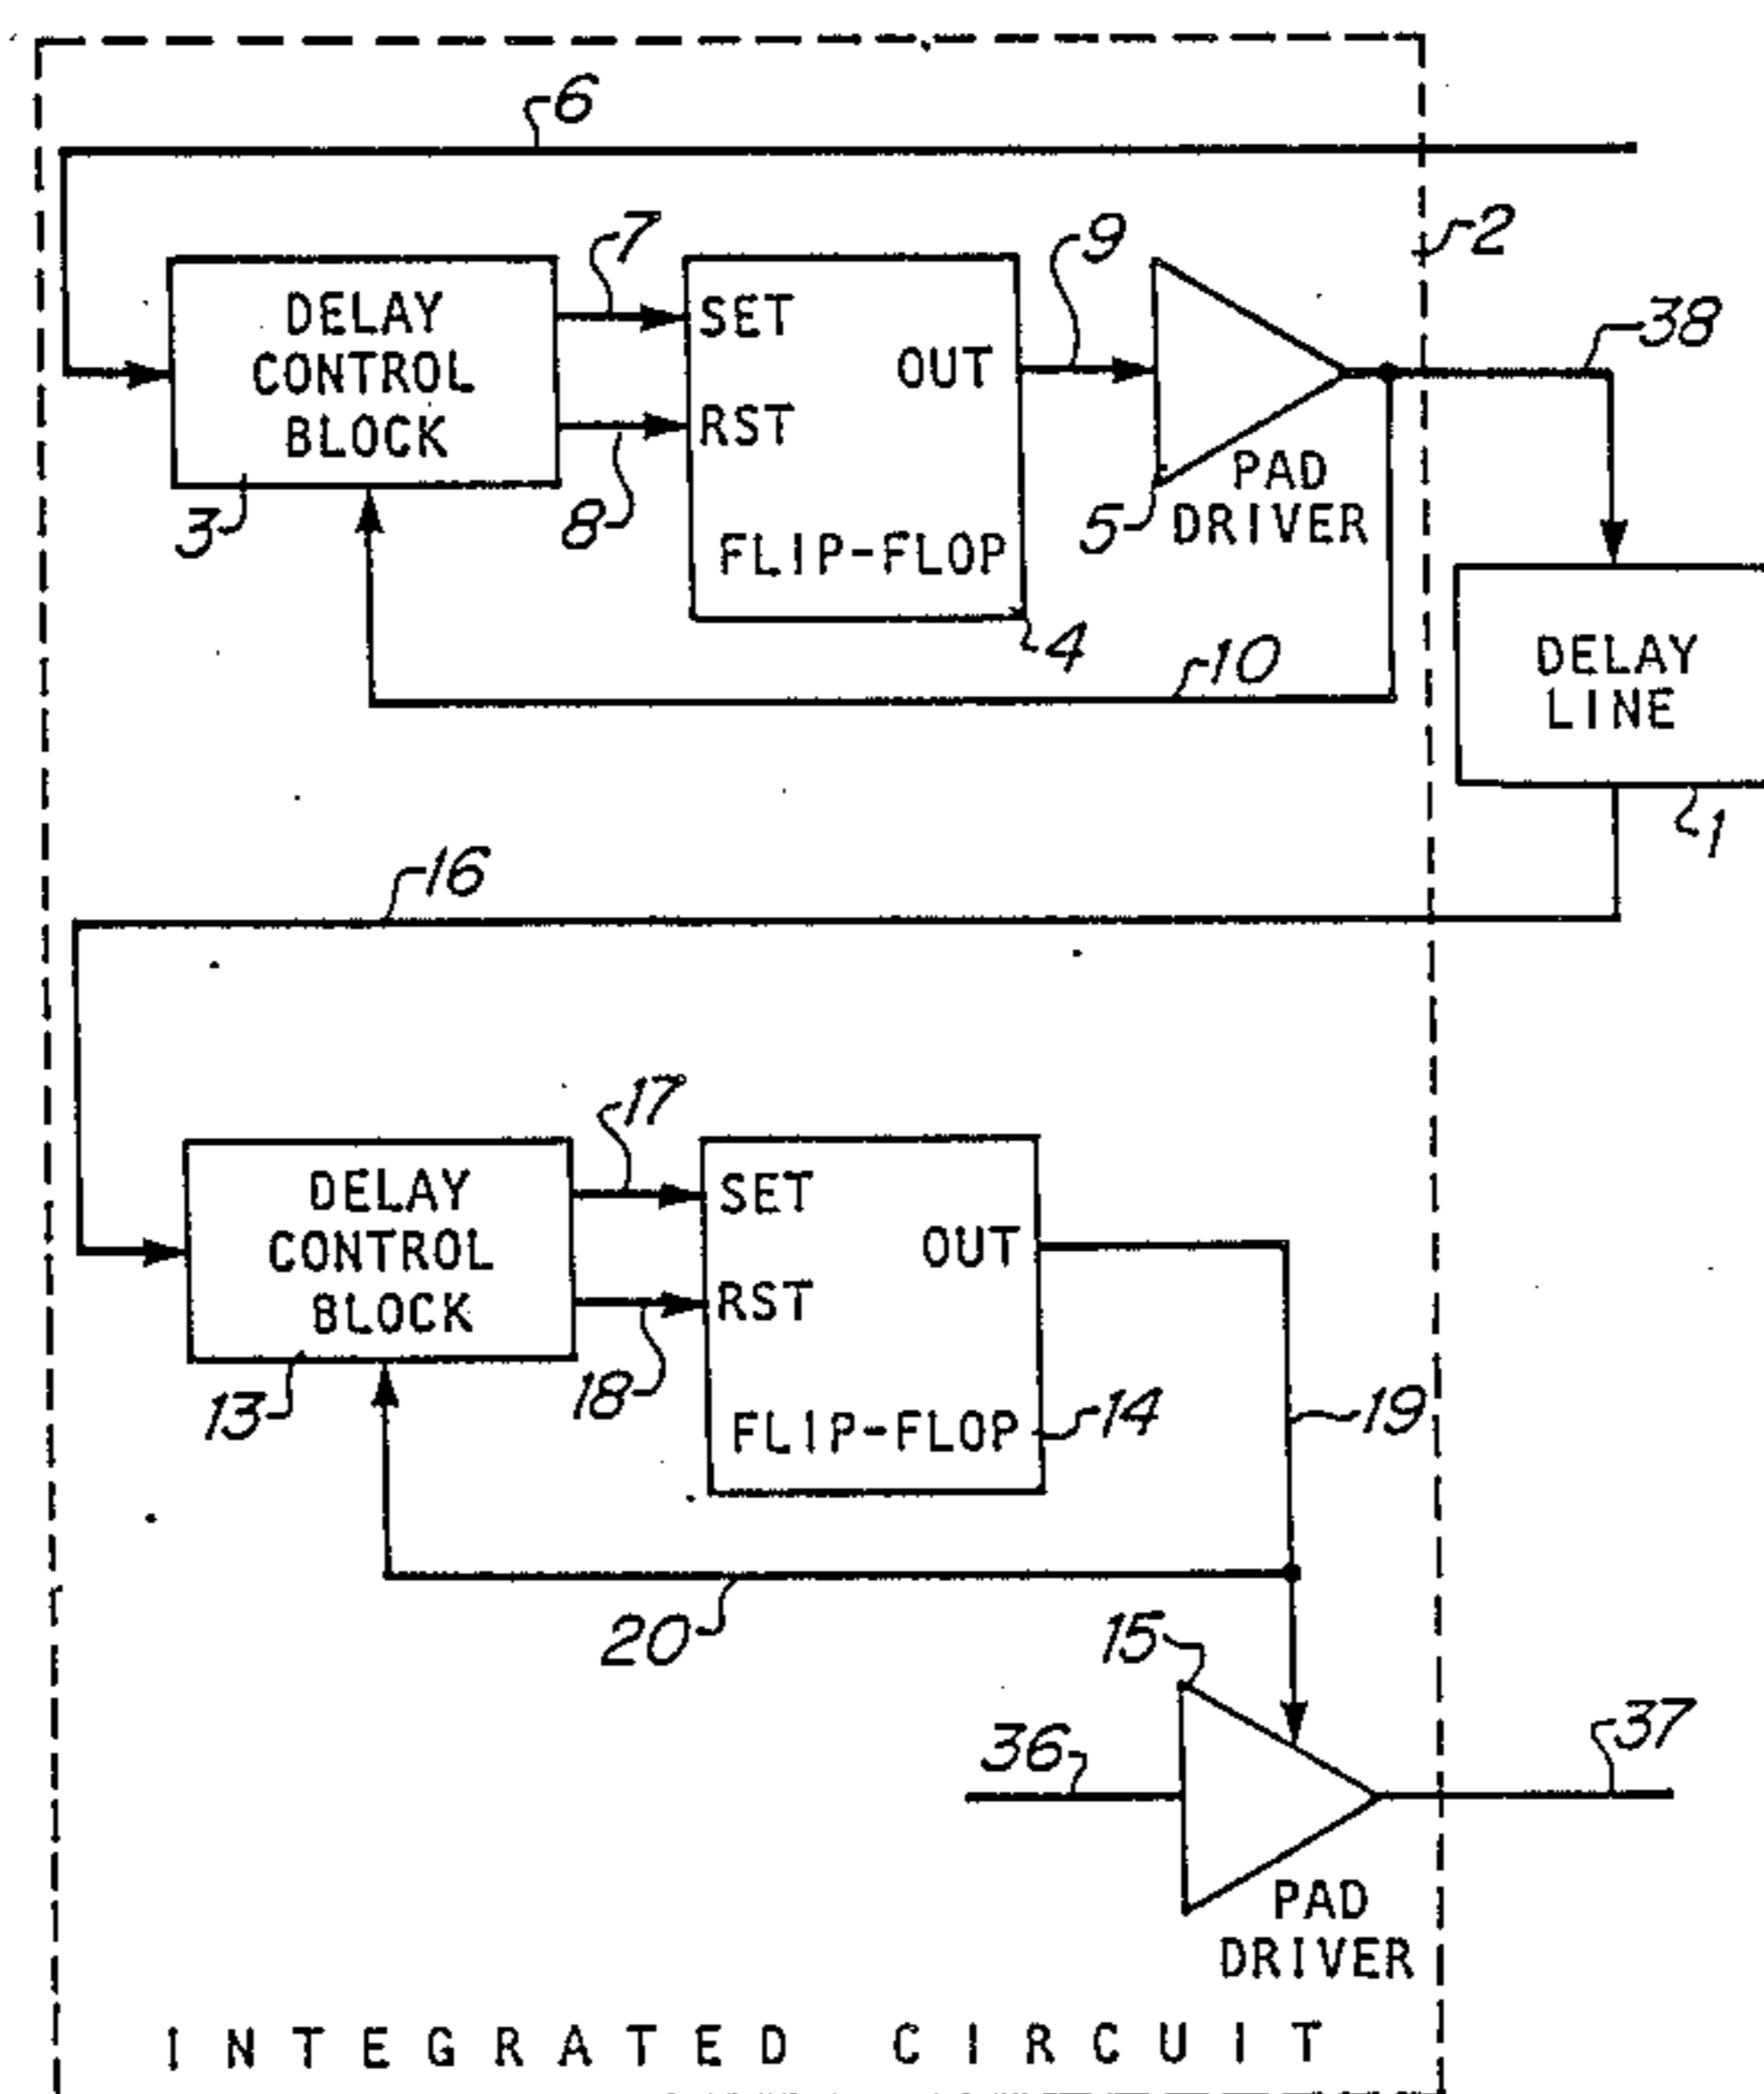 6
2
7
9
38
DELAY
CONTROL
BLOCK
SET
RST
OUT
FLIP-FLOP
3
8
5
PAD
DRIVER
4
10
DELAY
LINE
1
16
17
DELAY
CONTROL
BLOCK
SET
RST
OUT
FLIP-FLOP
13
18
14
19
20
15
36
37
PAD
DRIVER
INTEGRATED CIRCUIT